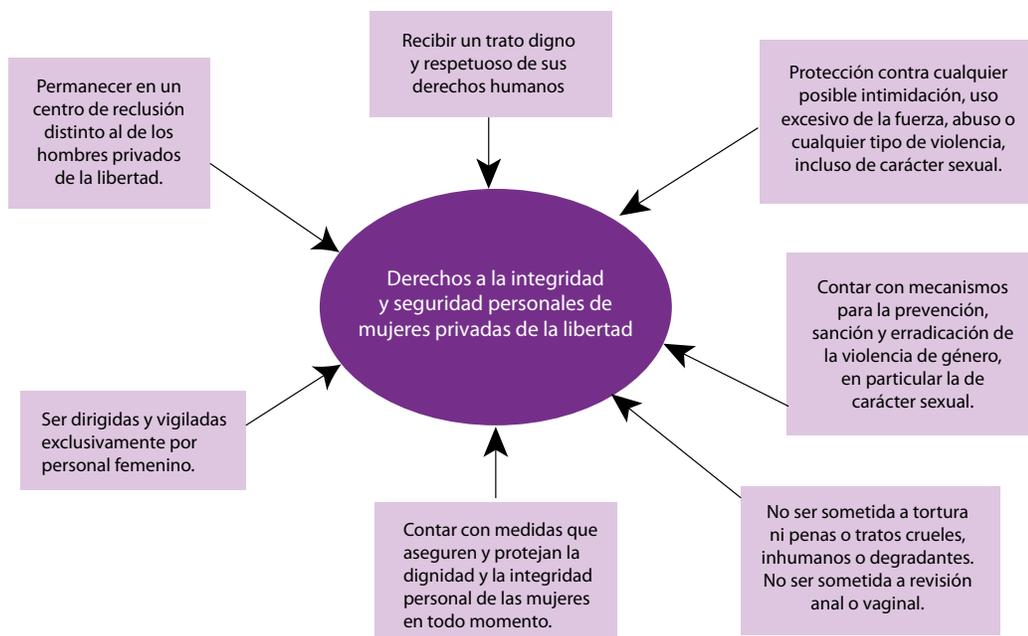 Recibir un trato digno
y respetuoso de sus
derechos humanos
Permanecer en un
centro de reclusión
distinto al de los
hombres privados
de la libertad.
Protección contra cualquier
posible intimidación, uso
excesivo de la fuerza, abuso o
cualquier tipo de violencia,
incluso de carácter sexual.
Derechos a la integridad
y seguridad personales de
mujeres privadas de la libertad
Contar con mecanismos
para la prevención,
sanción y erradicación de
la violencia de género,
en particular la de
carácter sexual.
Ser dirigidas y vigiladas
exclusivamente por
personal femenino.
Contar con medidas que
aseguren y protejan la
dignidad y la integridad
personal de las mujeres
en todo momento.
No ser sometida a tortura
ni penas o tratos crueles,
inhumanos o degradantes.
No ser sometida a revisión
anal o vaginal.